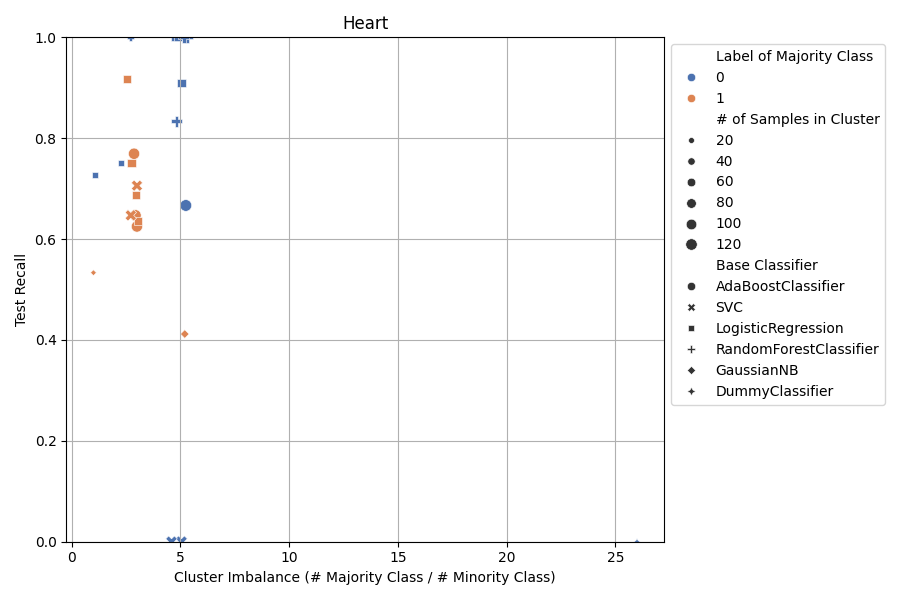 Heart
1.0
0.8
0.6
0.4
0.2
0.0
Test Recall
0 5 10 15 20 25
Cluster Imbalance (# Majority Class / # Minority Class)
Label of Majority Class
0
1
# of Samples in Cluster
20
40
60
80
100
120
Base Classifier
AdaBoostClassifier
SVC
LogisticRegression
RandomForestClassifier
GaussianNB
DummyClassifier